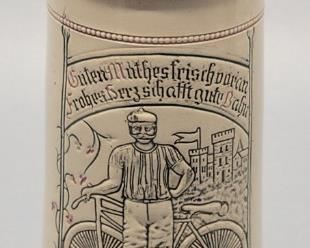 Guten Muthes frisch voran
Frohes Herz schafft gute Bahn